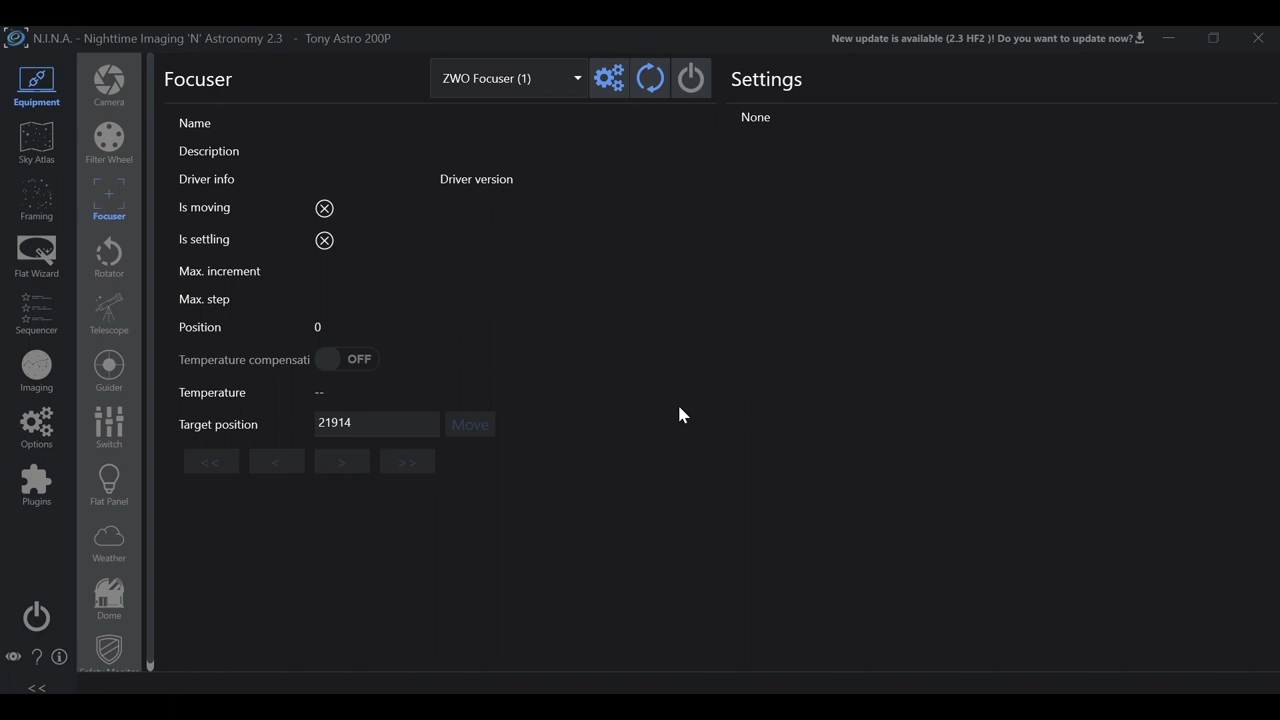 N.I.N.A. - Nighttime Imaging 'N' Astronomy 2.3 - Tony Astro 200P
New update is available (2.3 HF2 )! Do you want to update now?
Equipment
Sky Atlas
Framing
Flat Wizard
Sequencer
Imaging
Options
Plugins
?
<<
Camera
Filter Wheel
Focuser
Rotator
Telescope
Guider
Switch
Flat Panel
Weather
Dome
Focuser
ZWO Focuser (1)
Name
Description
Driver info
Driver version
Is moving
Is settling
Max. increment
Max. step
Position 0
Temperature compensati OFF
Temperature --
Target position 21914 Move
<< < > >>
Settings
None